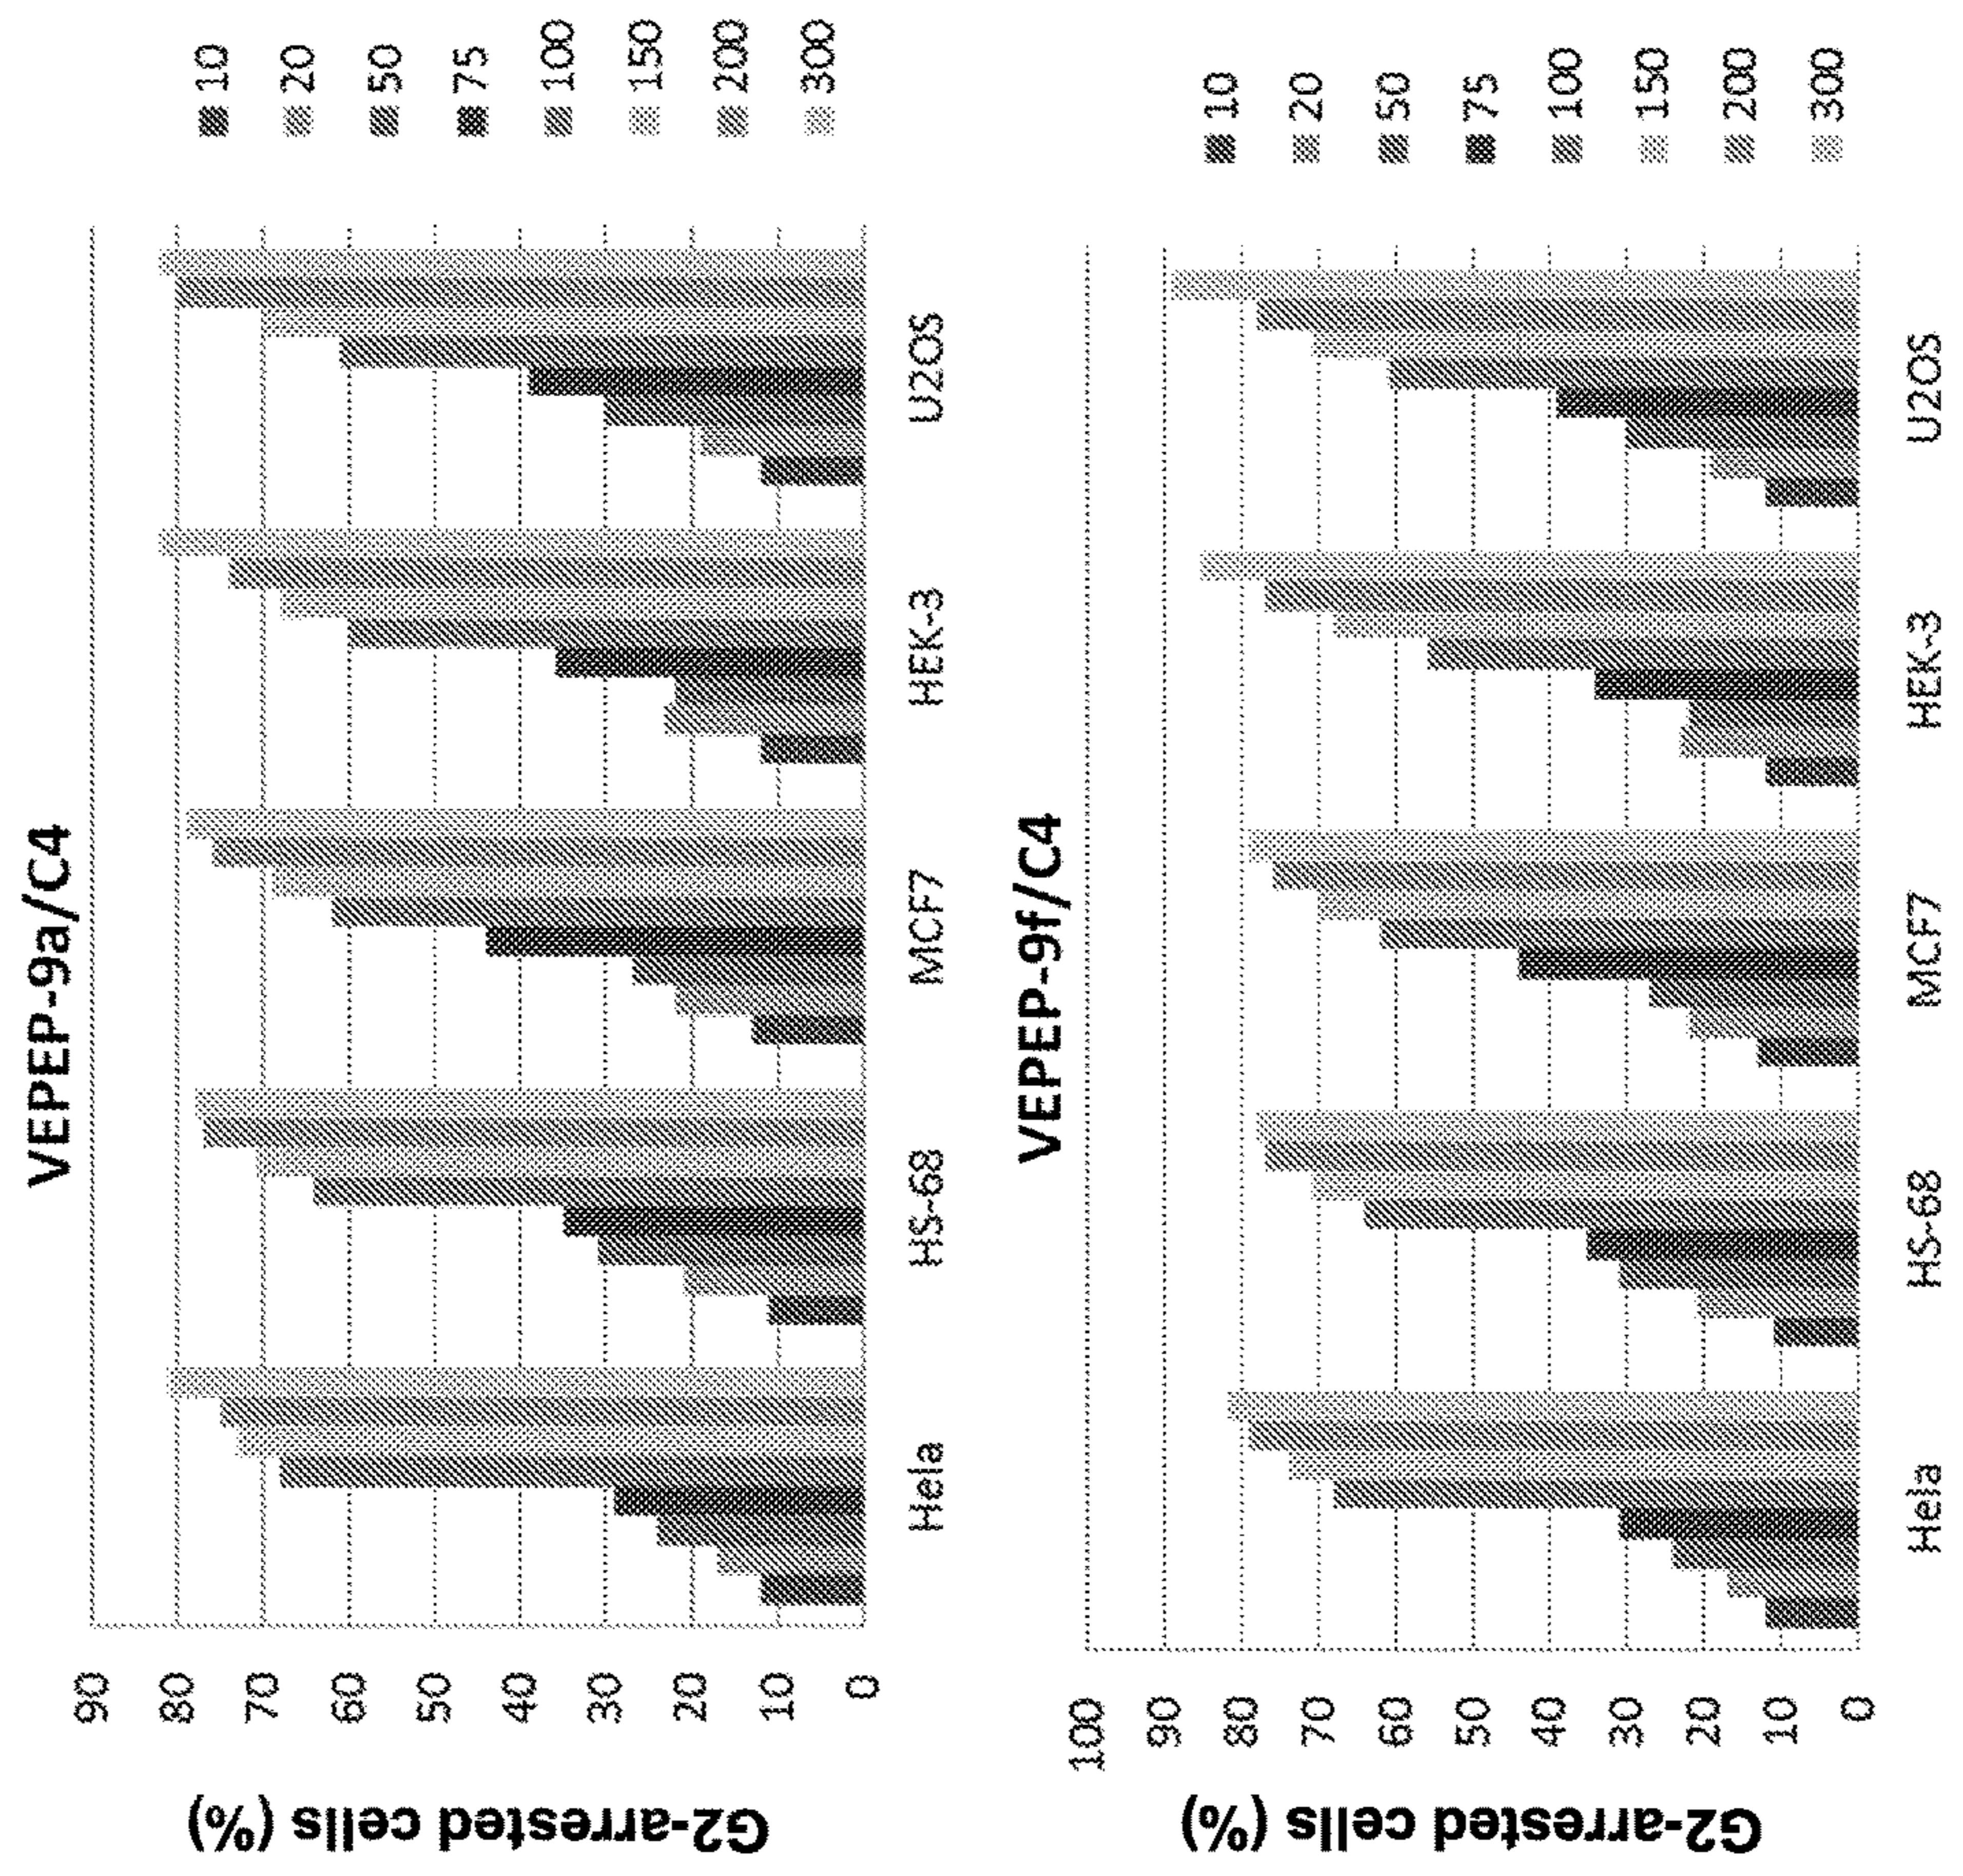 VEPEP-9a/C4
G2-arrested cells (%)
90
80
70
60
50
40
30
20
10
0
Hela
HS-68
MCF7
HEK-3
U2OS
10
20
50
75
100
150
200
300
VEPEP-9f/C4
G2-arrested cells (%)
100
90
80
70
60
50
40
30
20
10
0
Hela
HS-68
MCF7
HEK-3
U2OS
10
20
50
75
100
150
200
300